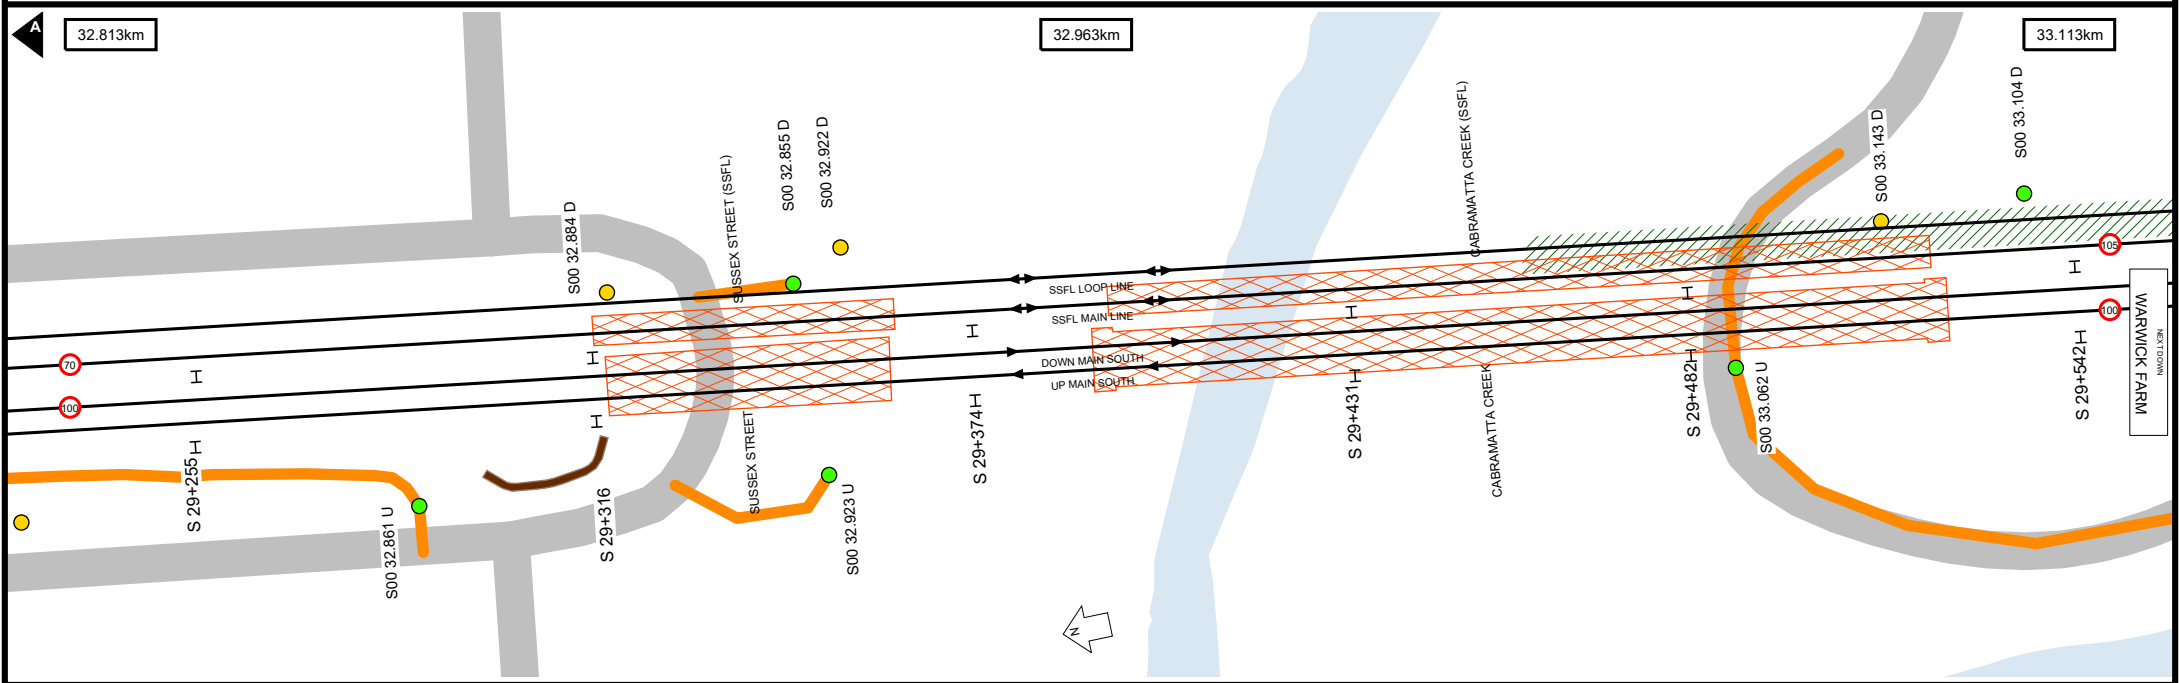 A
32.813km
32.963km
33.113km
S00 32.884 D
SUSSEX STREET (SSFL)
S00 32.855 D
S00 32.922 D
CABRAMATTA CREEK (SSFL)
S00 33.143 D
S00 33.104 D
SSFL LOOP LINE
SSFL MAIN LINE
DOWN MAIN SOUTH
UP MAIN SOUTH
70
100
105
100
S 29+255
S00 32.861 U
S 29+316
SUSSEX STREET
S00 32.923 U
S 29+374
S 29+431
CABRAMATTA CREEK
S 29+482
S00 33.062 U
S 29+542
WARWICK FARM
NEXT DOWN
N